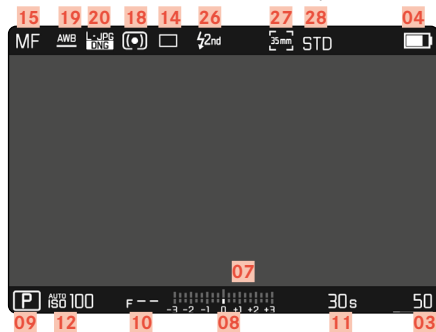 15 19 20 18 14 26 27 28 04
MF AWB L-JPG DNG 2nd 35mm STD
07
P AUTO ISO 100 F-- -3 -2 -1 0 +1 +2 +3 30s 50
09 12 10 08 11 03